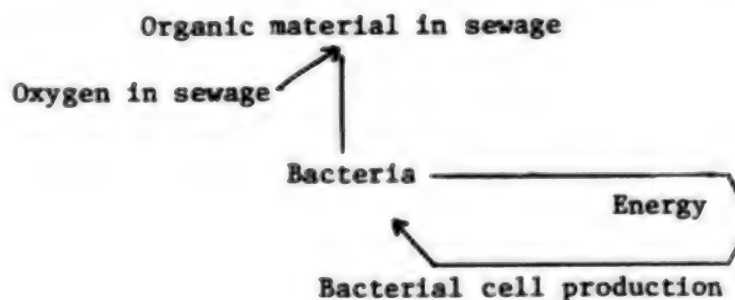 Organic material in sewage
Oxygen in sewage
Bacteria
Energy
Bacterial cell production